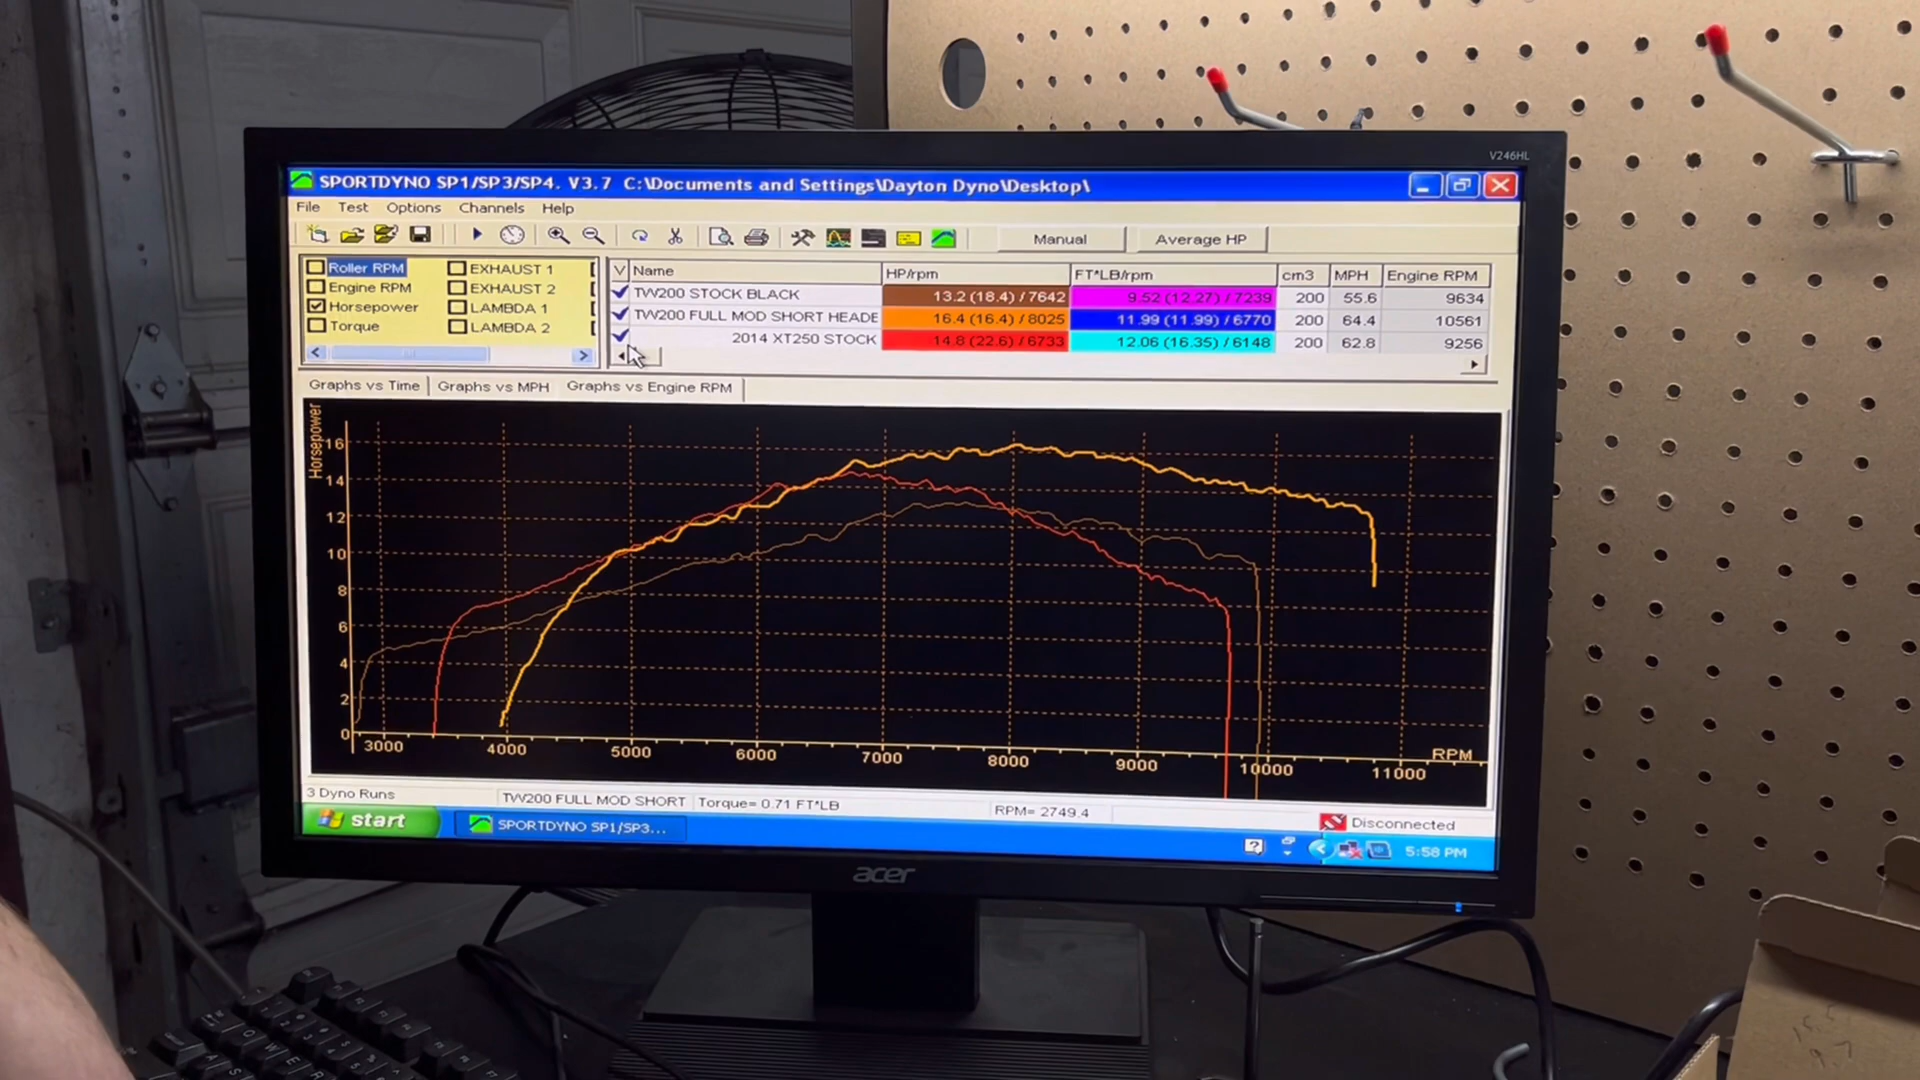 V246HL
SPORTDYNO SP1/SP3/SP4. V3.7 C:\Documents and Settings\Dayton Dyno\Desktop\
File Test Options Channels Help
Manual Average HP
Roller RPM EXHAUST 1
Engine RPM EXHAUST 2
Horsepower LAMBDA 1
Torque LAMBDA 2
V Name HP/rpm FT*LB/rpm cm3 MPH Engine RPM
TW200 STOCK BLACK 13.2 (18.4) / 7642 9.52 (12.27) / 7239 200 55.6 9634
TW200 FULL MOD SHORT HEADE 16.4 (16.4) / 8025 11.99 (11.99) / 6770 200 64.4 10561
2014 XT250 STOCK 14.8 (22.6) / 6733 12.06 (16.35) / 6148 200 62.8 9256
Graphs vs Time Graphs vs MPH Graphs vs Engine RPM
Horsepower
16
14
12
10
8
6
4
2
0
3000 4000 5000 6000 7000 8000 9000 10000 11000
RPM
3 Dyno Runs TW200 FULL MOD SHORT Torque= 0.71 FT*LB RPM= 2749.4
Disconnected
start SPORTDYNO SP1/SP3... 5:58 PM
acer